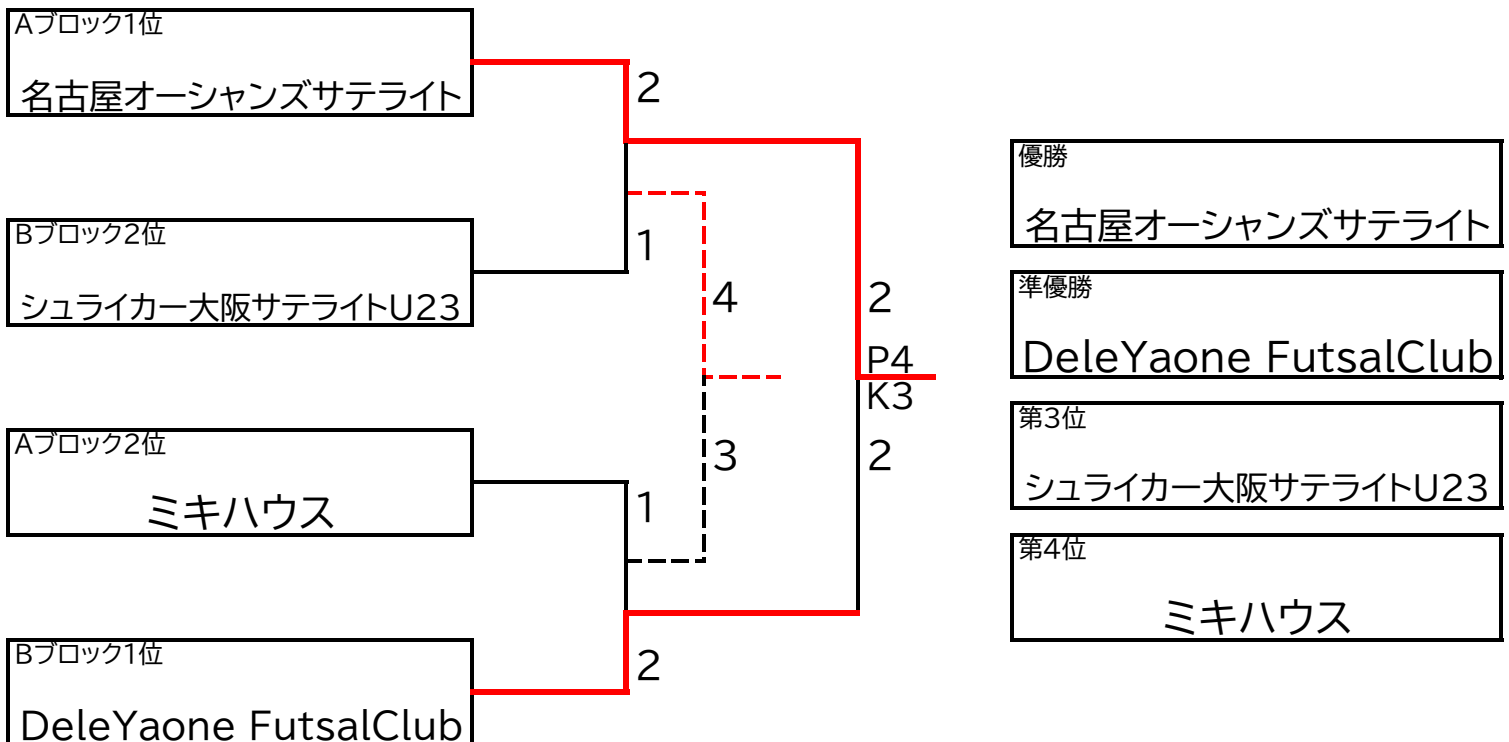 Aブロック1位
名古屋オーシャンズサテライト
Bブロック2位
シュライカー大阪サテライトU23
Aブロック2位
ミキハウス
Bブロック1位
DeleYaone FutsalClub
2
1
1
2
4
3
2
P4
K3
2
優勝
名古屋オーシャンズサテライト
準優勝
DeleYaone FutsalClub
第3位
シュライカー大阪サテライトU23
第4位
ミキハウス